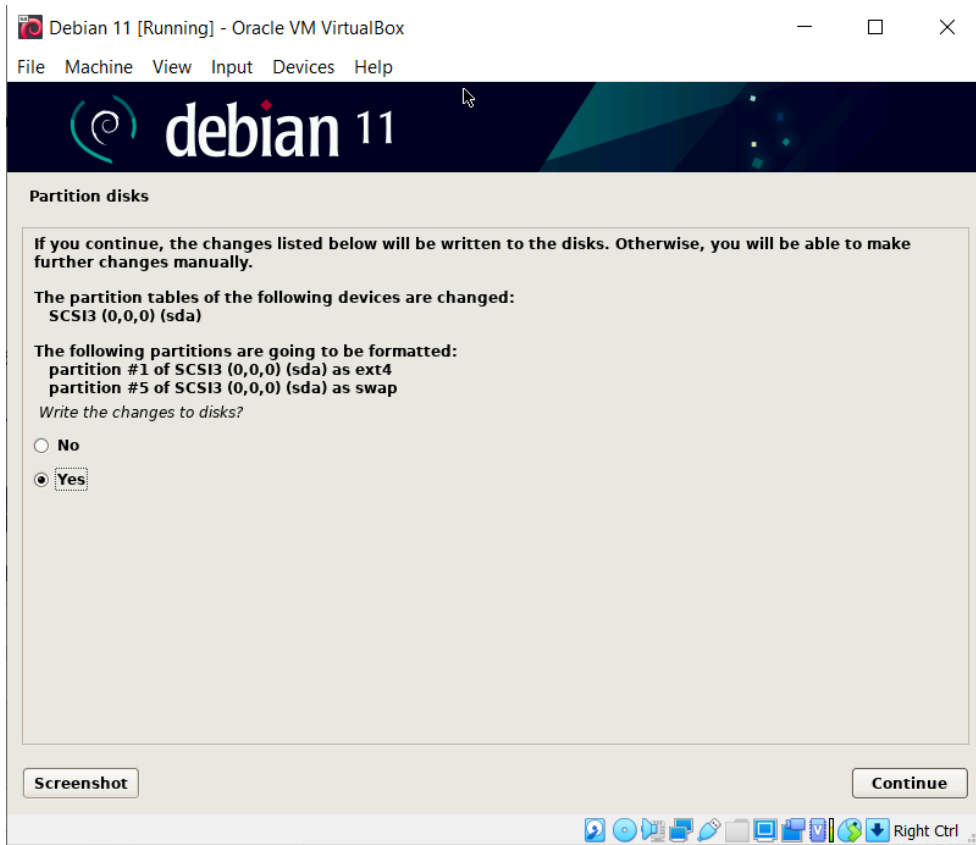 Debian 11 [Running] - Oracle VM VirtualBox
File Machine View Input Devices Help
debian 11
Partition disks
If you continue, the changes listed below will be written to the disks. Otherwise, you will be able to make
further changes manually.
The partition tables of the following devices are changed:
SCSI3 (0,0,0) (sda)
The following partitions are going to be formatted:
partition #1 of SCSI3 (0,0,0) (sda) as ext4
partition #5 of SCSI3 (0,0,0) (sda) as swap
Write the changes to disks?
No
Yes
Screenshot
Continue
Right Ctrl